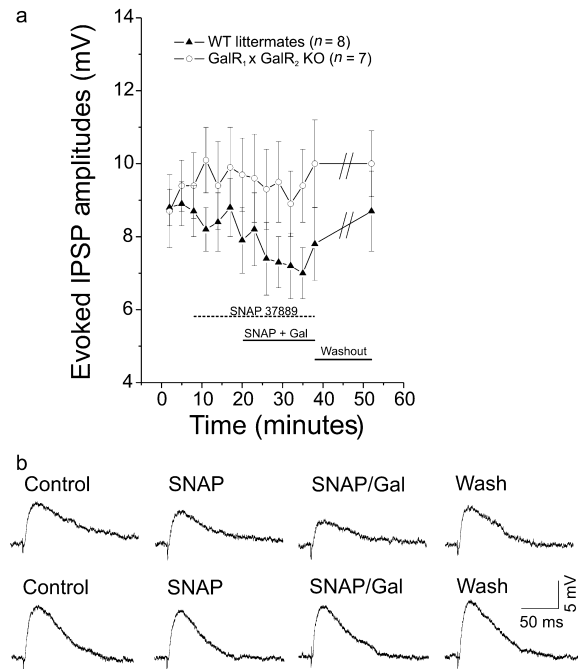 a
14
WT littermates (n = 8)
GalR1 x GalR2 KO (n = 7)
12
10
8
6
4
Evoked IPSP amplitudes (mV)
SNAP 37889
SNAP + Gal
Washout
0 10 20 30 40 50 60
Time (minutes)
b
Control SNAP SNAP/Gal Wash
Control SNAP SNAP/Gal Wash
5 mV
50 ms